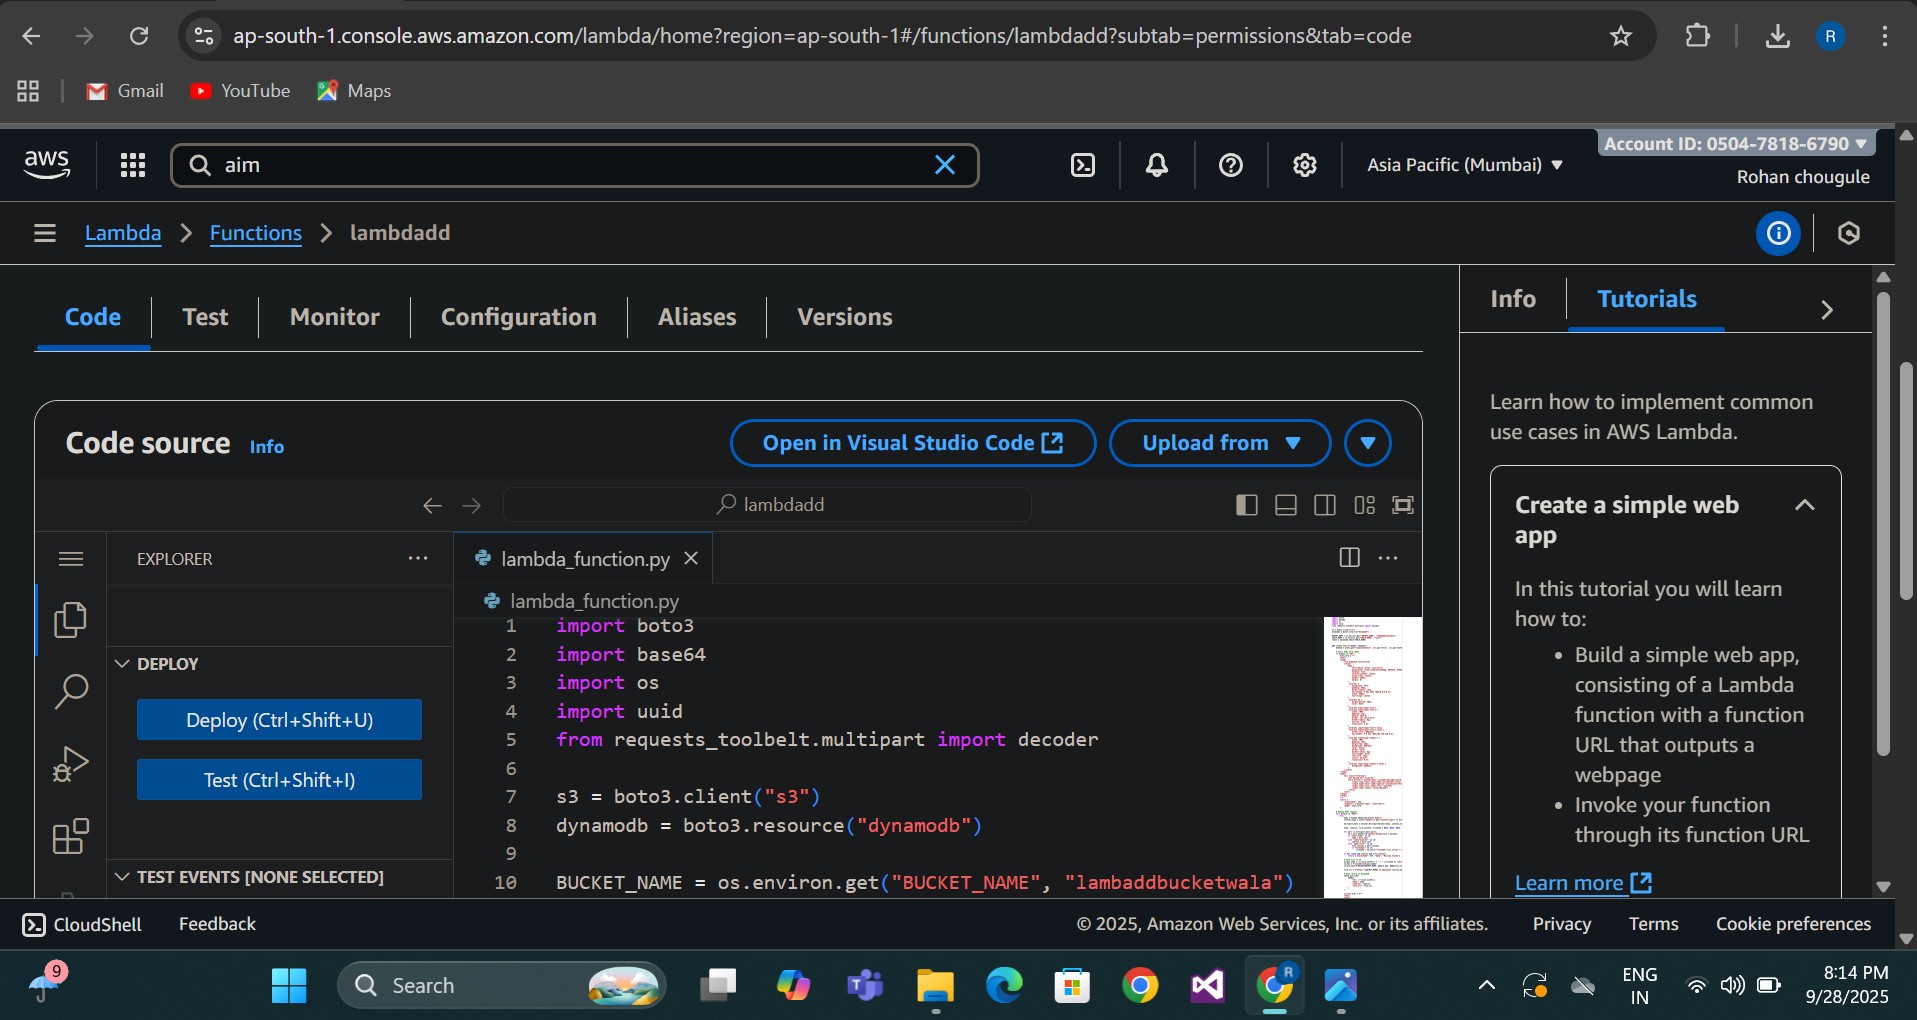 ap-south-1.console.aws.amazon.com/lambda/home?region=ap-south-1#/functions/lambdadd?subtab=permissions&tab=code
R
Gmail
YouTube
Maps
aws
aim
Asia Pacific (Mumbai)
Account ID: 0504-7818-6790
Rohan chougule
Lambda
Functions
lambdadd
Code
Test
Monitor
Configuration
Aliases
Versions
Info
Tutorials
Code source
Info
Open in Visual Studio Code
Upload from
lambdadd
EXPLORER
lambda_function.py
lambda_function.py
DEPLOY
Deploy (Ctrl+Shift+U)
Test (Ctrl+Shift+I)
TEST EVENTS [NONE SELECTED]
1 import boto3
2 import base64
3 import os
4 import uuid
5 from requests_toolbelt.multipart import decoder
6
7 s3 = boto3.client("s3")
8 dynamodb = boto3.resource("dynamodb")
9
10 BUCKET_NAME = os.environ.get("BUCKET_NAME", "lambaddbucketwala")
Learn how to implement common
use cases in AWS Lambda.
Create a simple web
app
In this tutorial you will learn
how to:
• Build a simple web app,
consisting of a Lambda
function with a function
URL that outputs a
webpage
• Invoke your function
through its function URL
Learn more
CloudShell
Feedback
© 2025, Amazon Web Services, Inc. or its affiliates.
Privacy
Terms
Cookie preferences
9
Search
R
ENG
IN
8:14 PM
9/28/2025